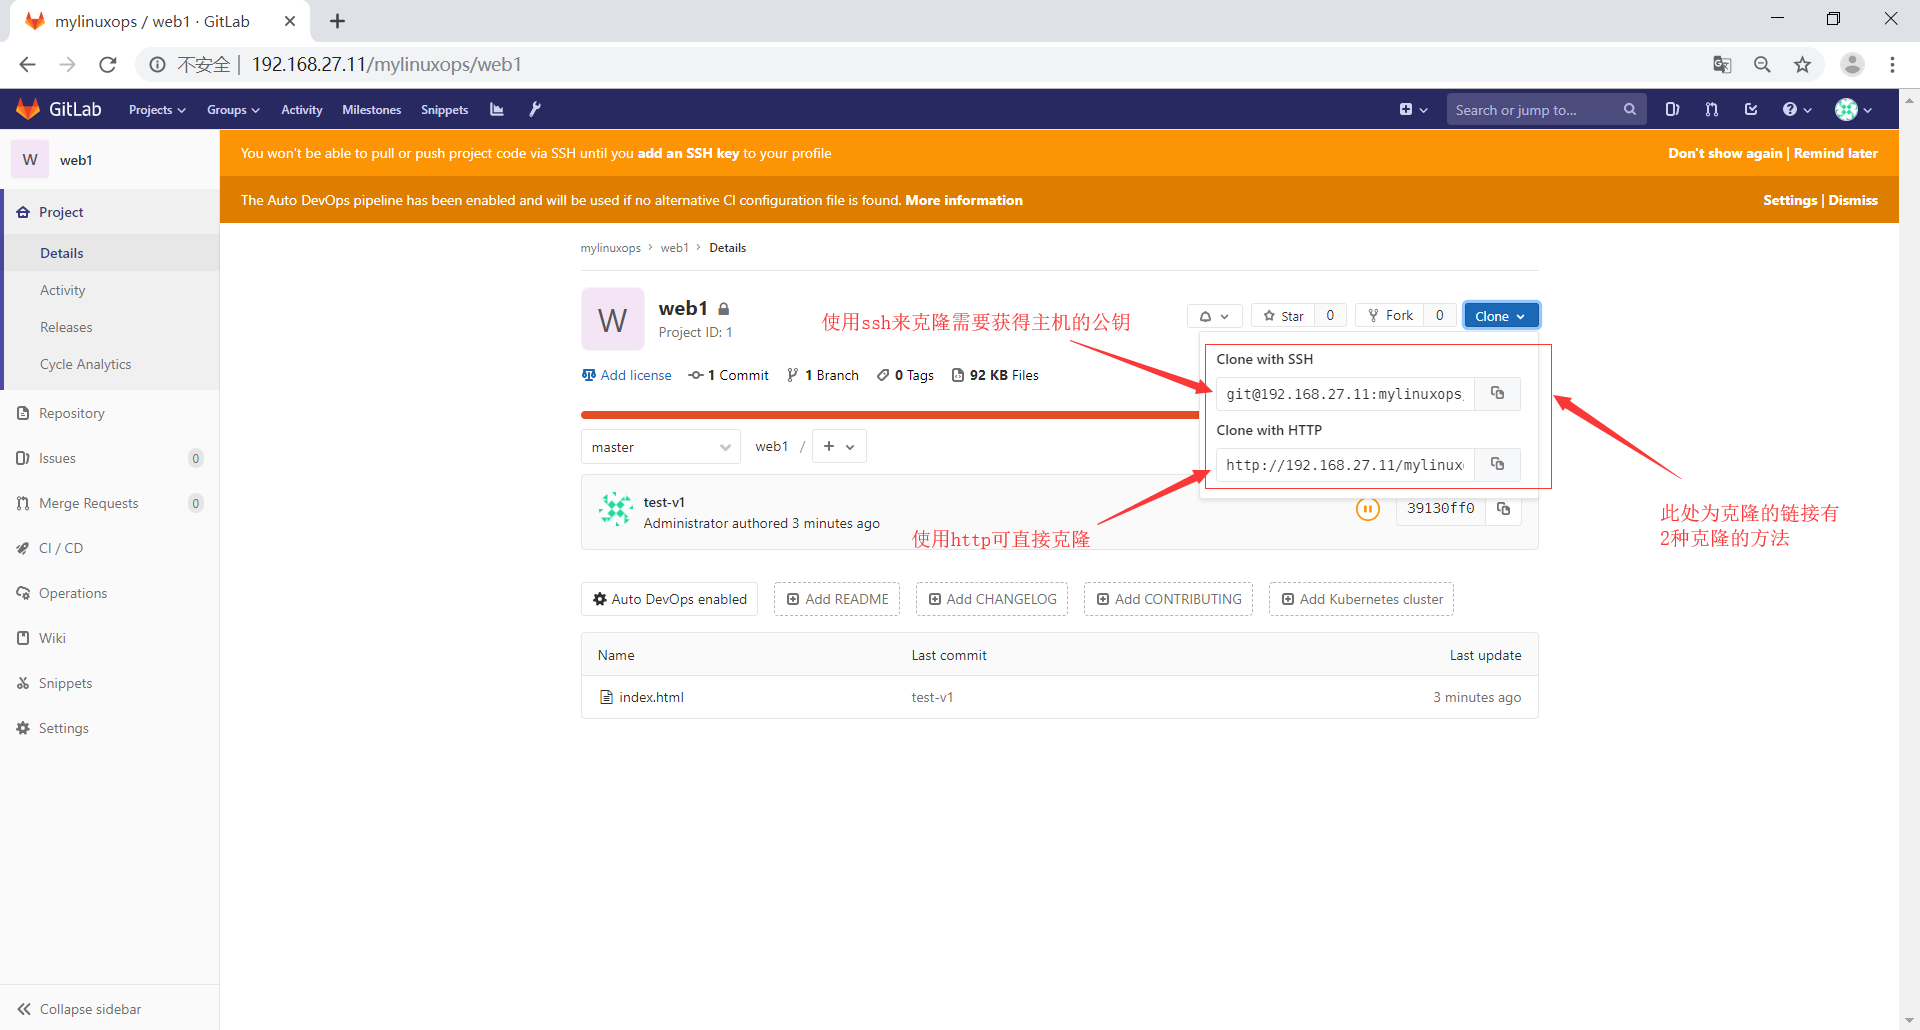 mylinuxops / web1 · GitLab
不安全 | 192.168.27.11/mylinuxops/web1
GitLab Projects Groups Activity Milestones Snippets Search or jump to...
W web1
You won't be able to pull or push project code via SSH until you add an SSH key to your profile Don't show again | Remind later
The Auto DevOps pipeline has been enabled and will be used if no alternative CI configuration file is found. More information Settings | Dismiss
Project
Details
Activity
Releases
Cycle Analytics
Repository
Issues 0
Merge Requests 0
CI / CD
Operations
Wiki
Snippets
Settings
Collapse sidebar
mylinuxops > web1 > Details
W
web1
Project ID: 1
使用ssh来克隆需要获得主机的公钥
Star 0 Fork 0 Clone
Add license 1 Commit 1 Branch 0 Tags 92 KB Files
Clone with SSH
git@192.168.27.11:mylinuxops
Clone with HTTP
http://192.168.27.11/mylinux
master web1 / +
test-v1
Administrator authored 3 minutes ago
39130ff0
使用http可直接克隆
此处为克隆的链接有
2种克隆的方法
Auto DevOps enabled Add README Add CHANGELOG Add CONTRIBUTING Add Kubernetes cluster
Name Last commit Last update
index.html test-v1 3 minutes ago